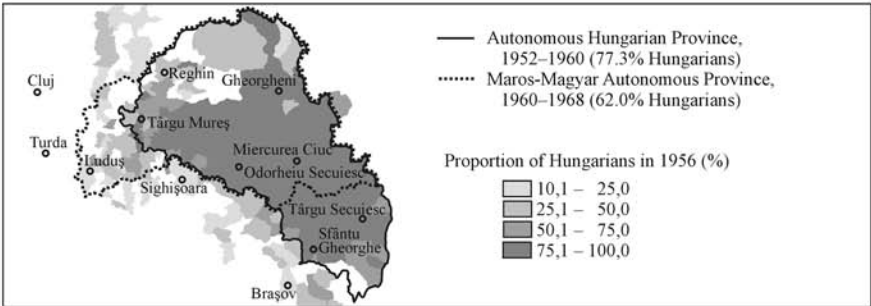 Cluj
Reghin
Gheorgheni
Târgu Mureş
Turda
Luduş
Miercurea Ciuc
Odorheiu Secuiesc
Sighişoara
Târgu Secuiesc
Sfântu
Gheorghe
Braşov
Autonomous Hungarian Province,
1952–1960 (77.3% Hungarians)
Maros-Magyar Autonomous Province,
1960–1968 (62.0% Hungarians)
Proportion of Hungarians in 1956 (%)
10,1 – 25,0
25,1 – 50,0
50,1 – 75,0
75,1 – 100,0